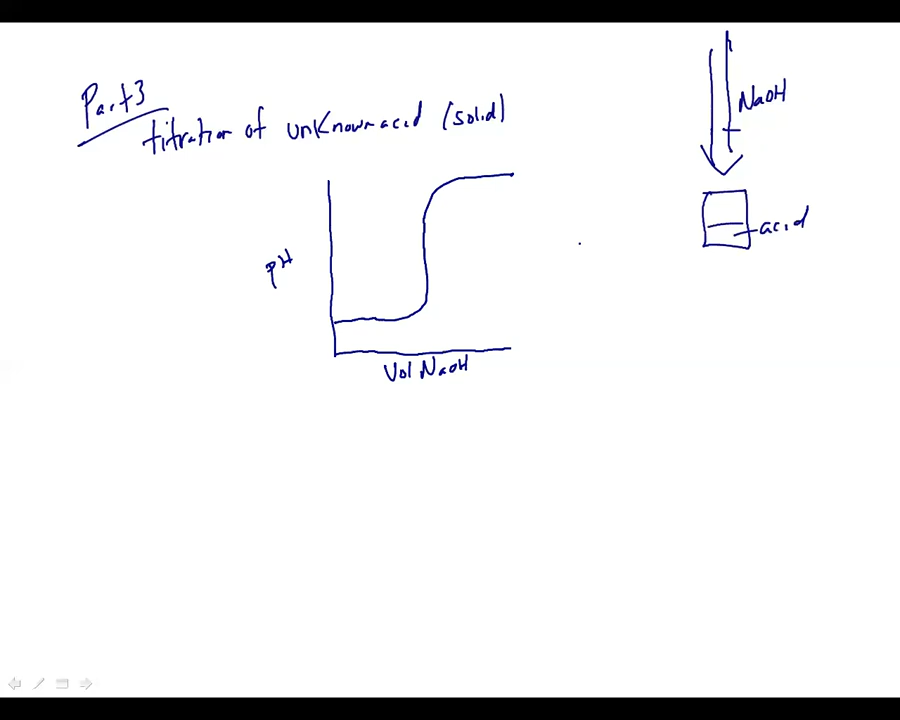 Part 3
titration of unknown acid (solid)
NaOH
acid
pH
Vol NaOH